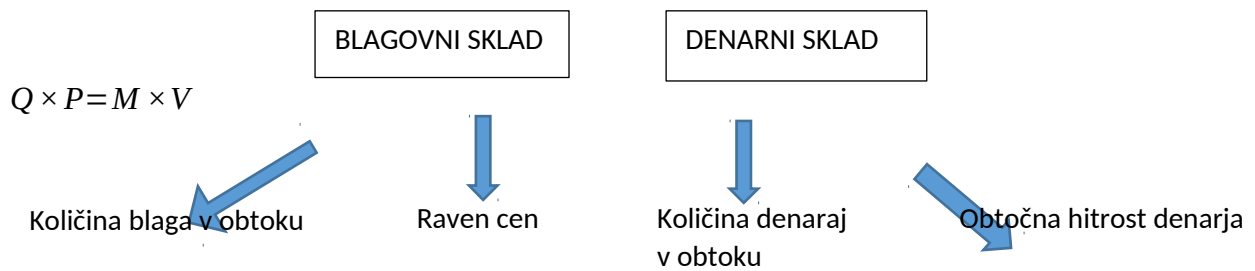 BLAGOVNI SKLAD
DENARNI SKLAD
Q × P = M × V
Količina blaga v obtoku
Raven cen
Količina denaraj
v obtoku
Obtočna hitrost denarja